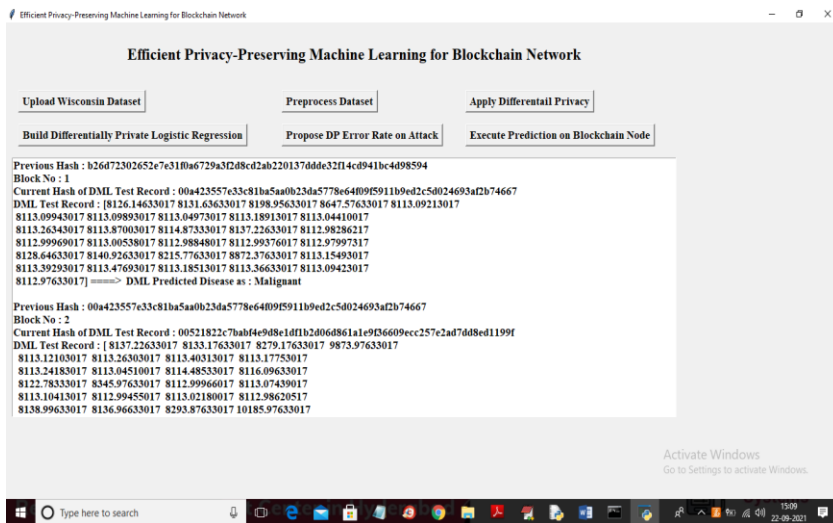 Efficient Privacy-Preserving Machine Learning for Blockchain Network
Efficient Privacy-Preserving Machine Learning for Blockchain Network
Upload Wisconsin Dataset Preprocess Dataset Apply Differentail Privacy
Build Differentially Private Logistic Regression Propose DP Error Rate on Attack Execute Prediction on Blockchain Node
Previous Hash : b26d72302652e7e31f0a6729a3f2d8cd2ab220137ddde32f14cd941bc4d98594
Block No : 1
Current Hash of DML Test Record : 00a423557e33c81ba5aa0b23da5778e64f09f5911b9ed2c5d024693af2b74667
DML Test Record : [8126.14633017 8131.63633017 8198.95633017 8647.57633017 8113.09213017
8113.09943017 8113.09893017 8113.04973017 8113.18913017 8113.04410017
8113.26343017 8113.87003017 8114.87333017 8137.22633017 8112.98286217
8112.99969017 8113.00538017 8112.98848017 8112.99376017 8112.97997317
8128.64633017 8140.92633017 8215.77633017 8872.37633017 8113.15493017
8113.39293017 8113.47693017 8113.18513017 8113.36633017 8113.09423017
8112.97633017] ====> DML Predicted Disease as : Malignant
Previous Hash : 00a423557e33c81ba5aa0b23da5778e64f09f5911b9ed2c5d024693af2b74667
Block No : 2
Current Hash of DML Test Record : 00521822c7babf4e9d8e1df1b2d06d861a1e9f36609ecc257e2ad7dd8ed1199f
DML Test Record : [ 8137.22633017 8133.17633017 8279.17633017 9873.97633017
8113.12103017 8113.26303017 8113.40313017 8113.17753017
8113.24183017 8113.04510017 8114.48533017 8116.09633017
8122.78333017 8345.97633017 8112.99966017 8113.07439017
8113.10413017 8112.99455017 8113.02180017 8112.98620517
8138.99633017 8136.96633017 8293.87633017 10185.97633017
Activate Windows
Go to Settings to activate Windows.
Type here to search
15:09
22-09-2021